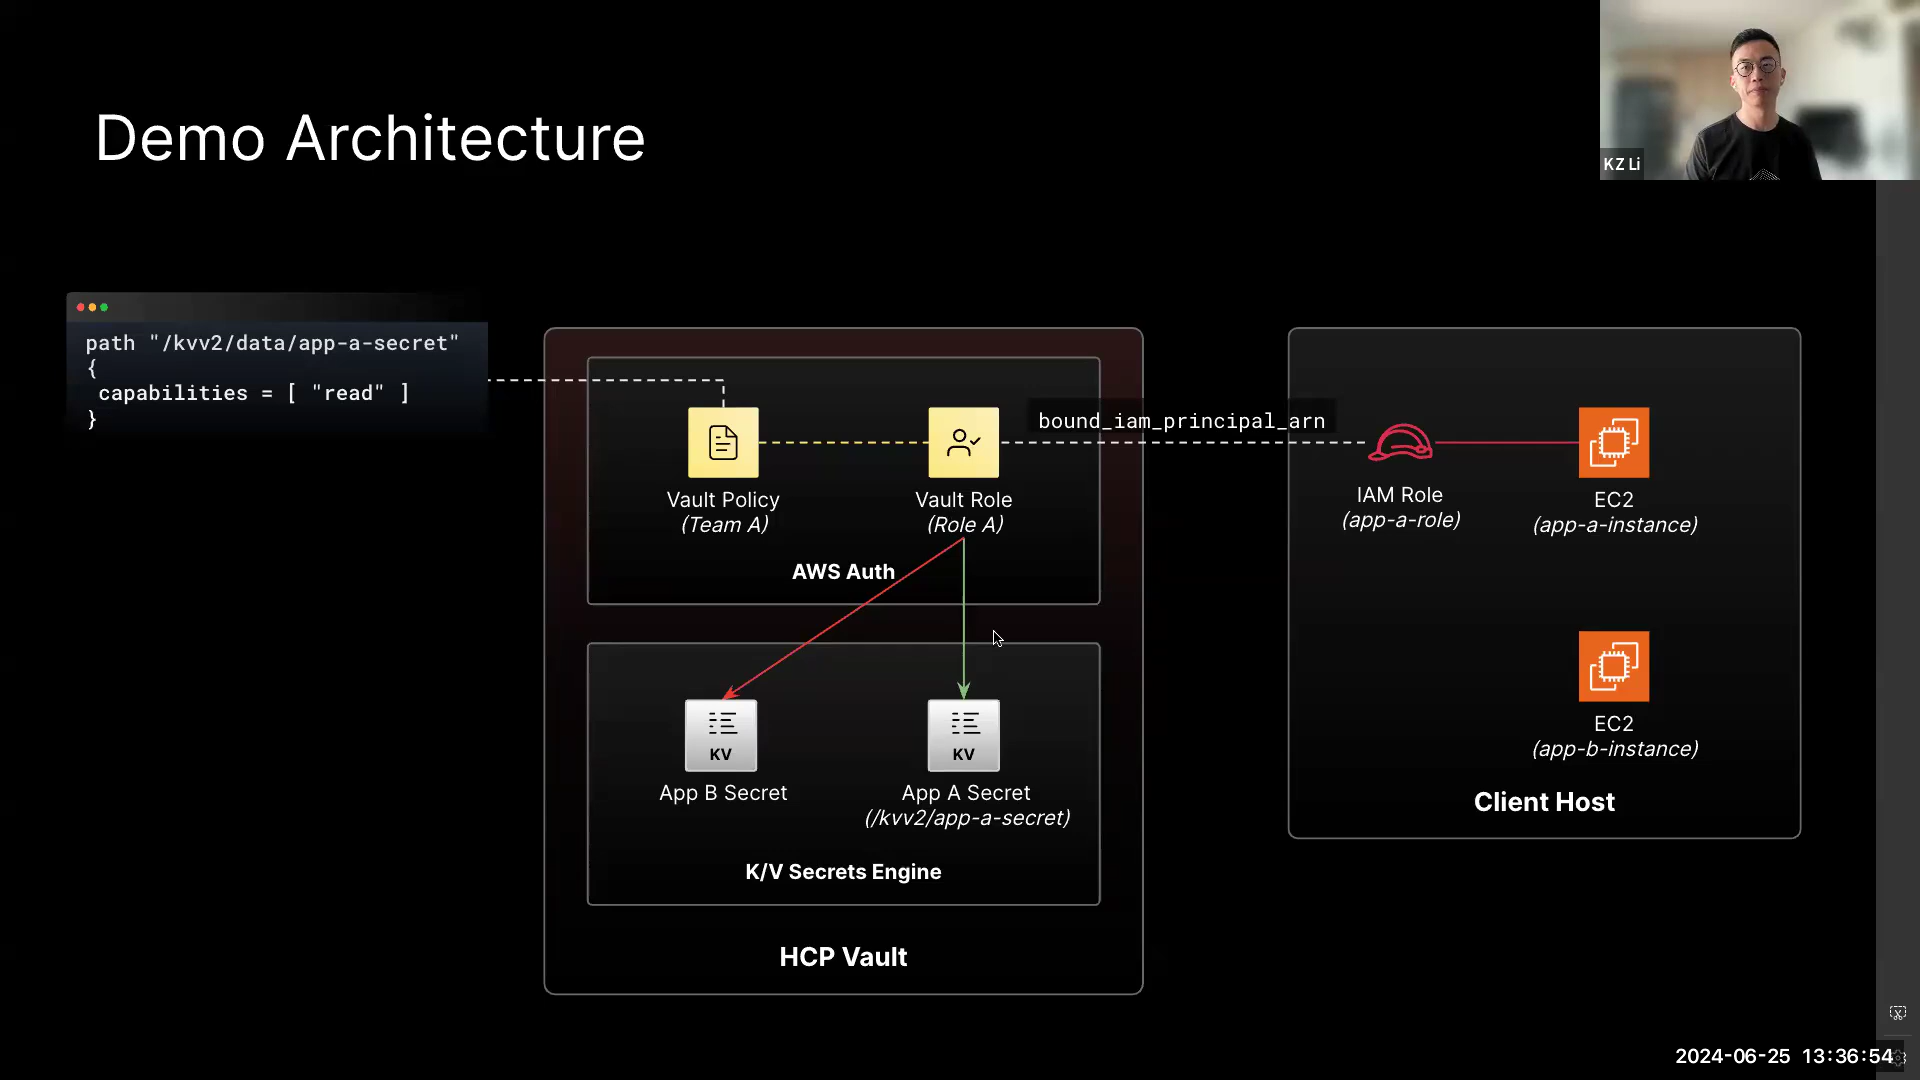 Demo Architecture
KZ Li
path "/kvv2/data/app-a-secret"
{
capabilities = [ "read" ]
}
bound_iam_principal_arn
Vault Policy
(Team A)
Vault Role
(Role A)
IAM Role
(app-a-role)
EC2
(app-a-instance)
AWS Auth
KV
App B Secret
KV
App A Secret
(/kvv2/app-a-secret)
K/V Secrets Engine
HCP Vault
EC2
(app-b-instance)
Client Host
2024-06-25 13:36:54